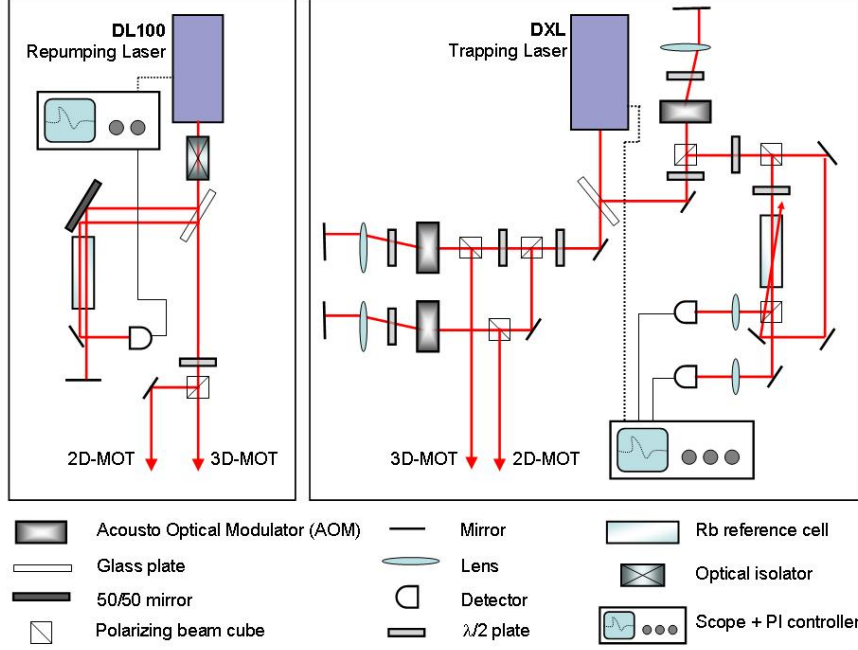 DL100
Repumping Laser
2D-MOT
3D-MOT
DXL
Trapping Laser
3D-MOT
2D-MOT
Acousto Optical Modulator (AOM)
Glass plate
50/50 mirror
Polarizing beam cube
Mirror
Lens
Detector
λ/2 plate
Rb reference cell
Optical isolator
Scope + PI controller